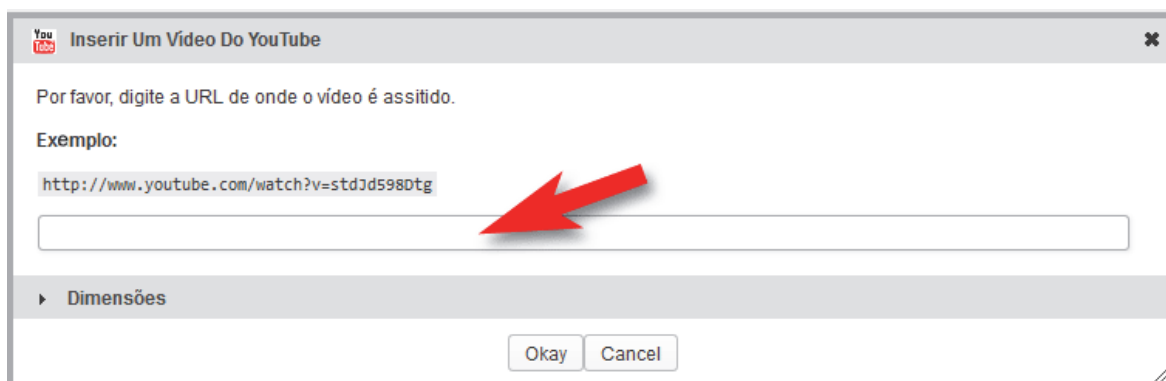 You
Tube
Inserir Um Vídeo Do YouTube
Por favor, digite a URL de onde o vídeo é assitido.
Exemplo:
http://www.youtube.com/watch?v=stdJd598Dtg
Dimensões
Okay Cancel